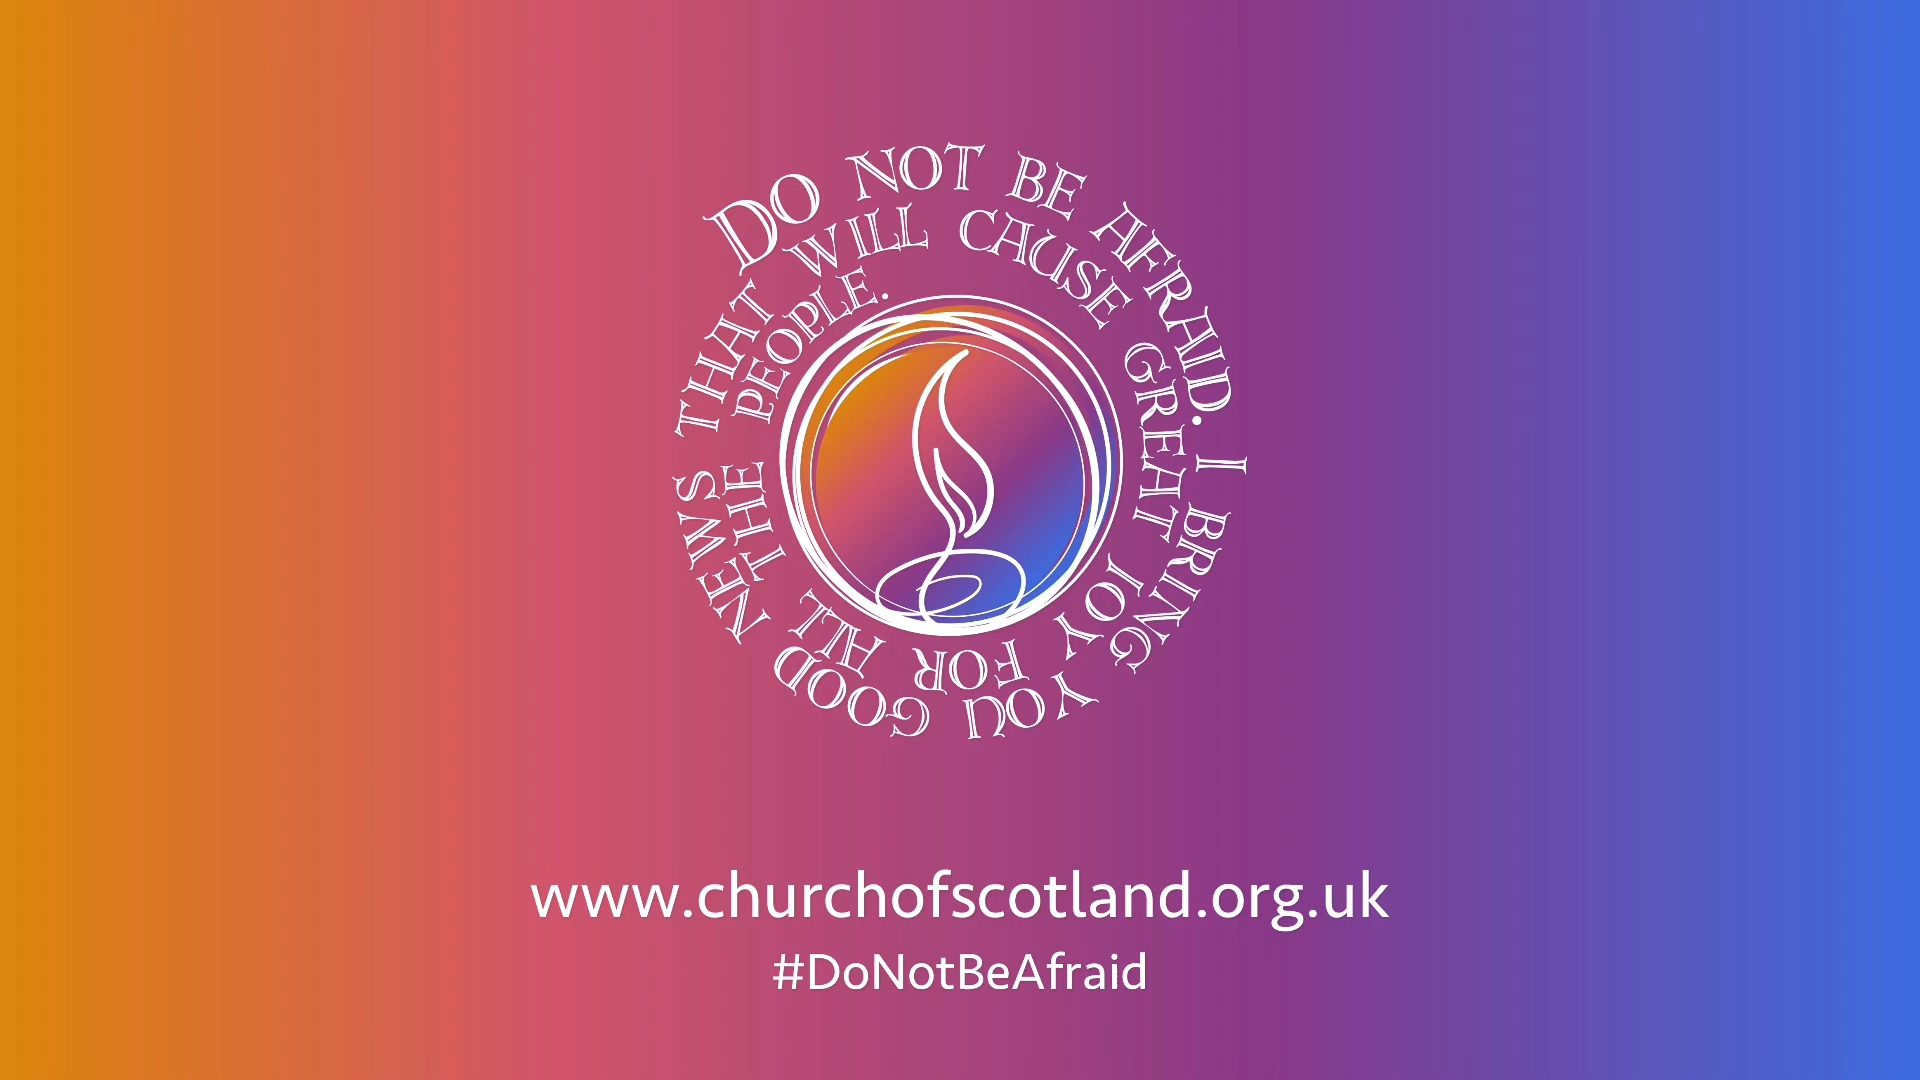 DO NOT BE AFRAID. I BRING YOU GOOD NEWS THAT WILL CAUSE GREAT JOY FOR ALL THE PEOPLE.
www.churchofscotland.org.uk
#DoNotBeAfraid